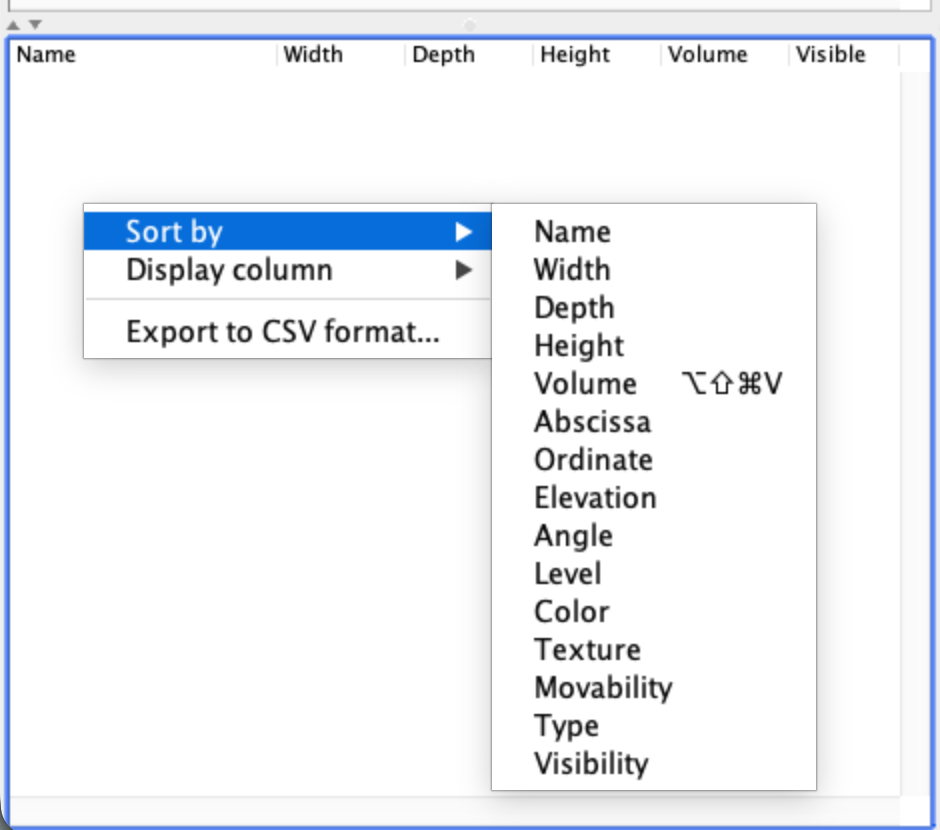 Name Width Depth Height Volume Visible
Sort by
Display column
Export to CSV format...
Name
Width
Depth
Height
Volume ⌥⇧⌘V
Abscissa
Ordinate
Elevation
Angle
Level
Color
Texture
Movability
Type
Visibility